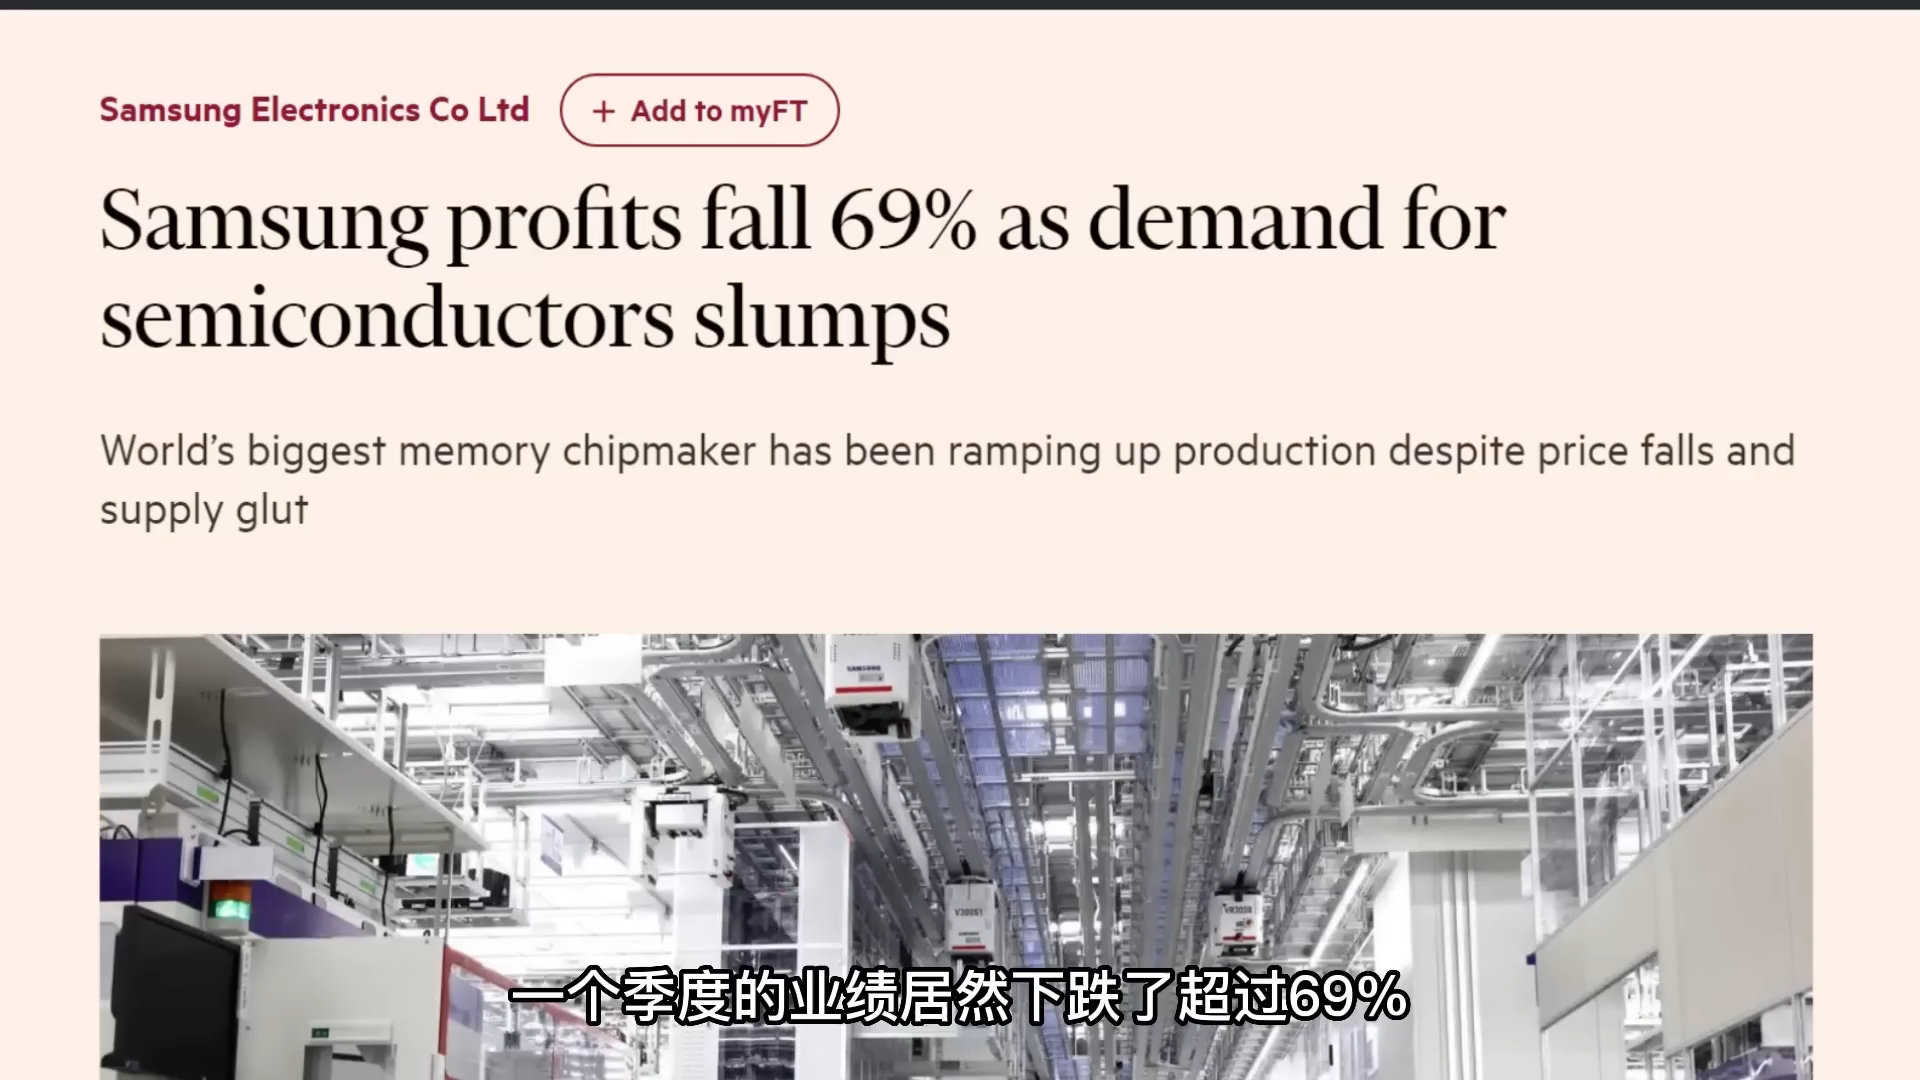 Samsung Electronics Co Ltd
+ Add to myFT
Samsung profits fall 69% as demand for
semiconductors slumps
World's biggest memory chipmaker has been ramping up production despite price falls and
supply glut
SAMSUNG
一个季度的业绩居然下跌了超过69%